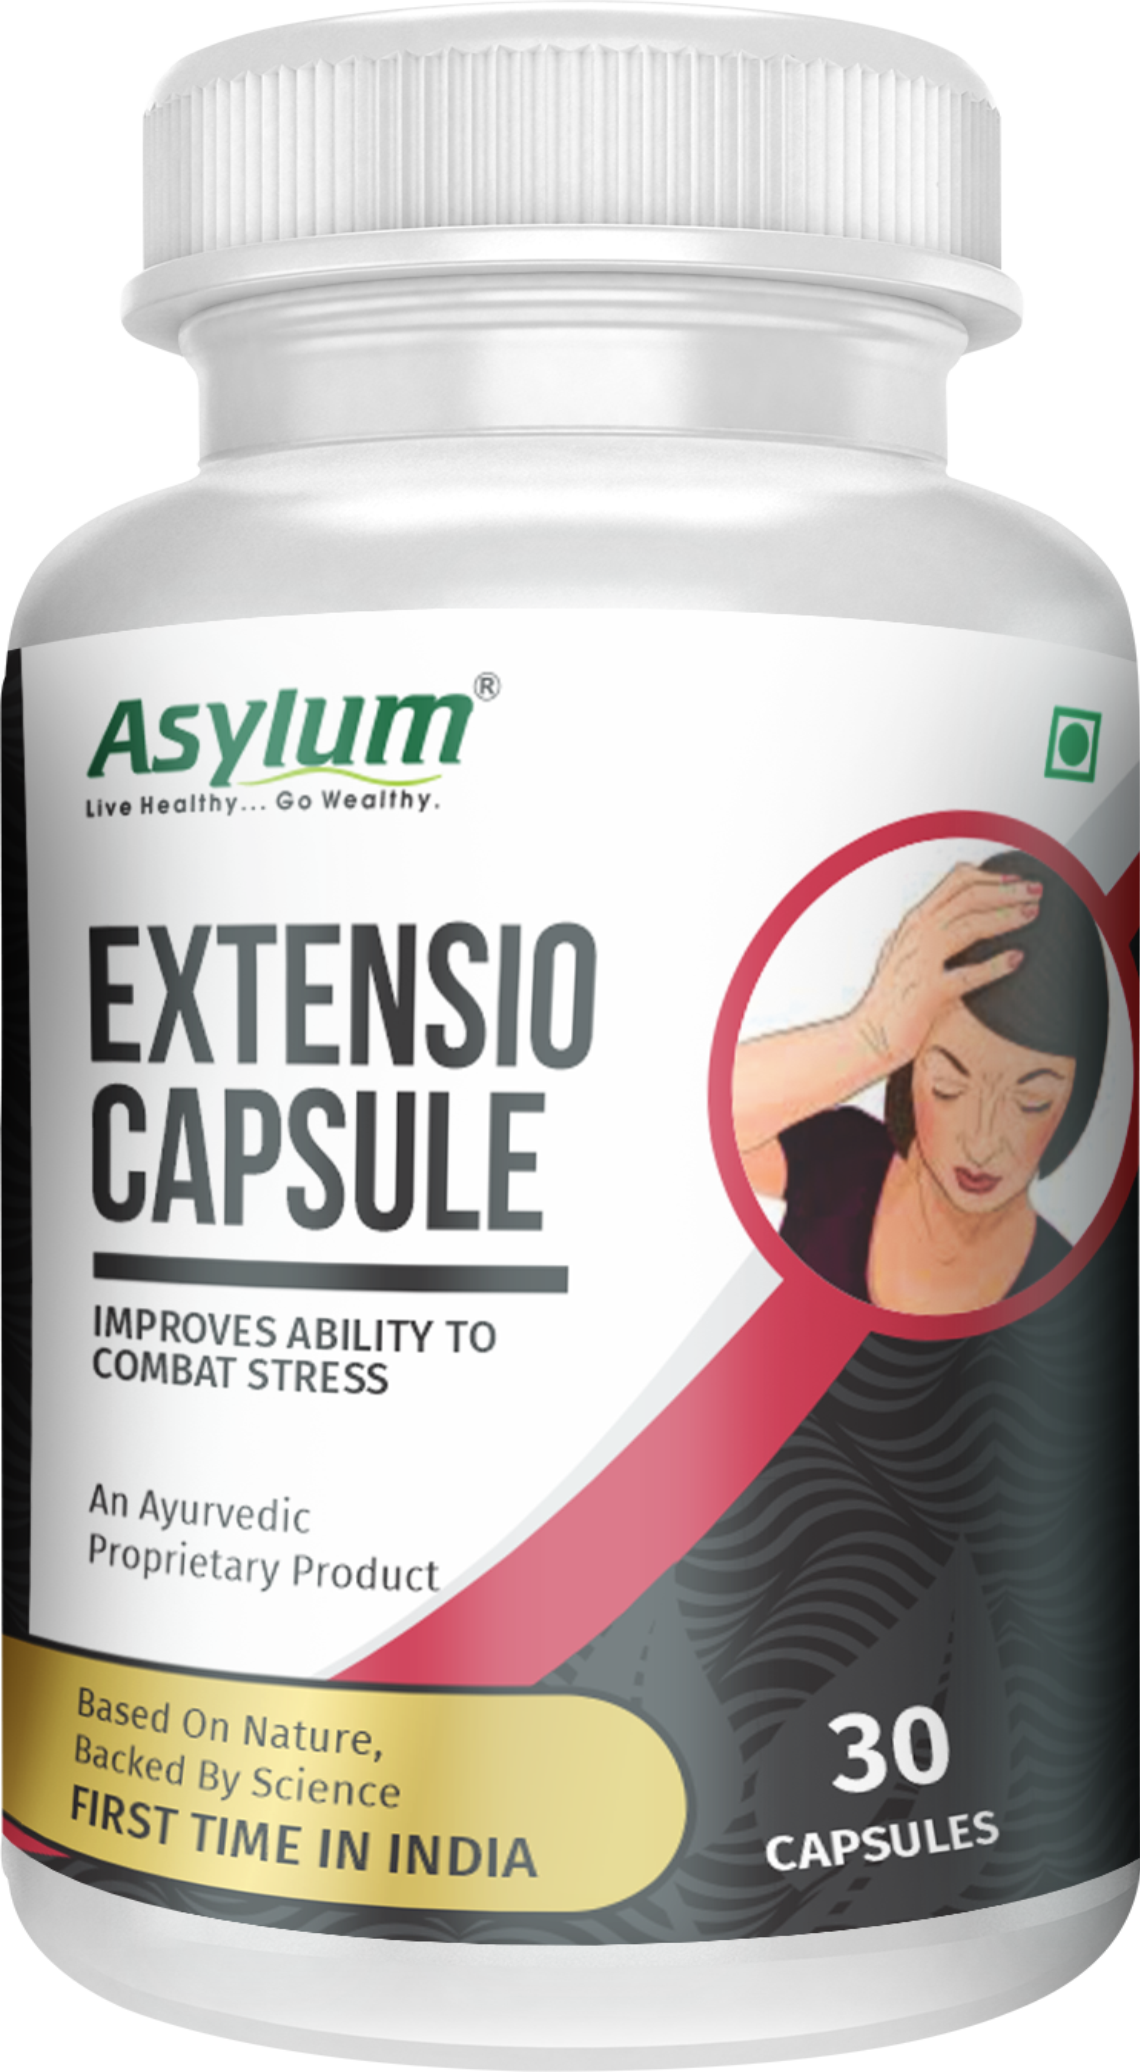 Asylum®
Live Healthy... Go Wealthy.
EXTENSIO
CAPSULE
IMPROVES ABILITY TO
COMBAT STRESS
An Ayurvedic
Proprietary Product
Based On Nature,
Backed By Science
FIRST TIME IN INDIA
30
CAPSULES